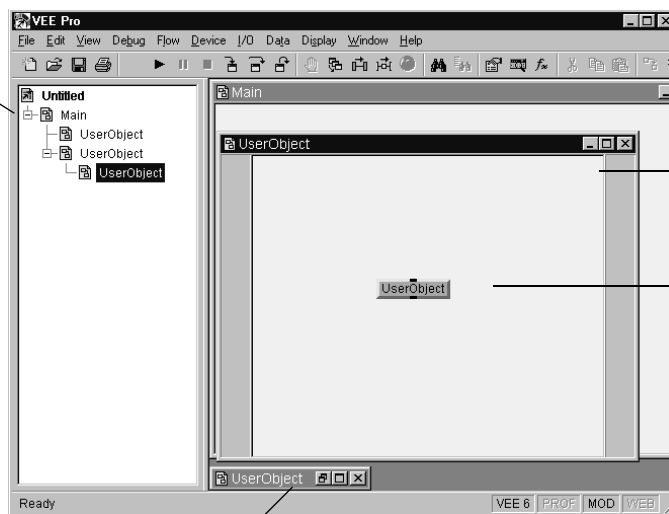 VEE Pro
File Edit View Debug Flow Device I/O Data Display Window Help
Untitled
Main
UserObject
UserObject
UserObject
Main
UserObject
UserObject
UserObject
Ready VEE 6 PROF MOD WEB